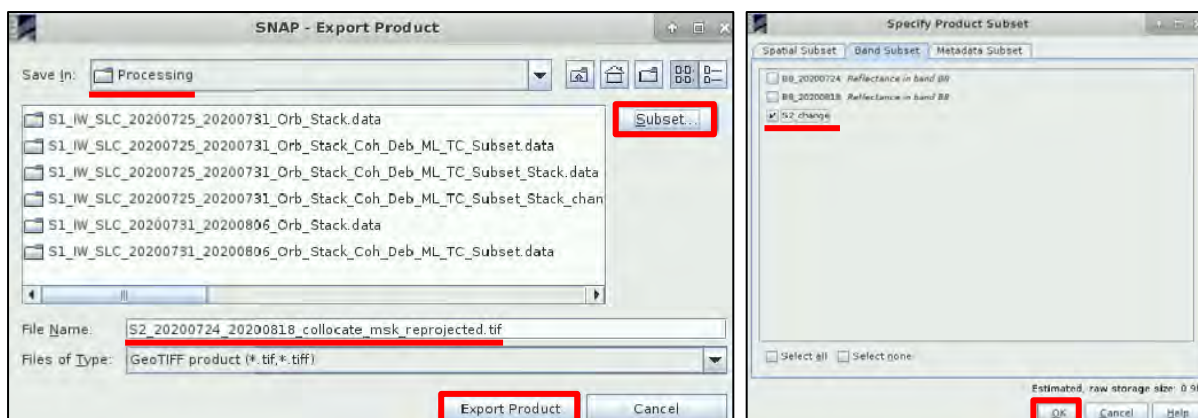 SNAP - Export Product
Save In: Processing
Subset...
S1_IW_SLC_20200725_20200731_Orb_Stack.data
S1_IW_SLC_20200725_20200731_Orb_Stack_Coh_Deb_ML_TC_Subset.data
S1_IW_SLC_20200725_20200731_Orb_Stack_Coh_Deb_ML_TC_Subset_Stack.data
S1_IW_SLC_20200725_20200731_Orb_Stack_Coh_Deb_ML_TC_Subset_Stack_chan
S1_IW_SLC_20200731_20200806_Orb_Stack.data
S1_IW_SLC_20200731_20200806_Orb_Stack_Coh_Deb_ML_TC_Subset.data
File Name: S2_20200724_20200818_collocate_msk_reprojected.tif
Files of Type: GeoTIFF product (*.tif,*.tiff)
Export Product Cancel
Specify Product Subset
Spatial Subset Band Subset Metadata Subset
B8_20200724 Reflectance in band B8
B8_20200818 Reflectance in band B8
S2_change
Select all Select none
Estimated, raw storage size: 0.9
OK Cancel Help